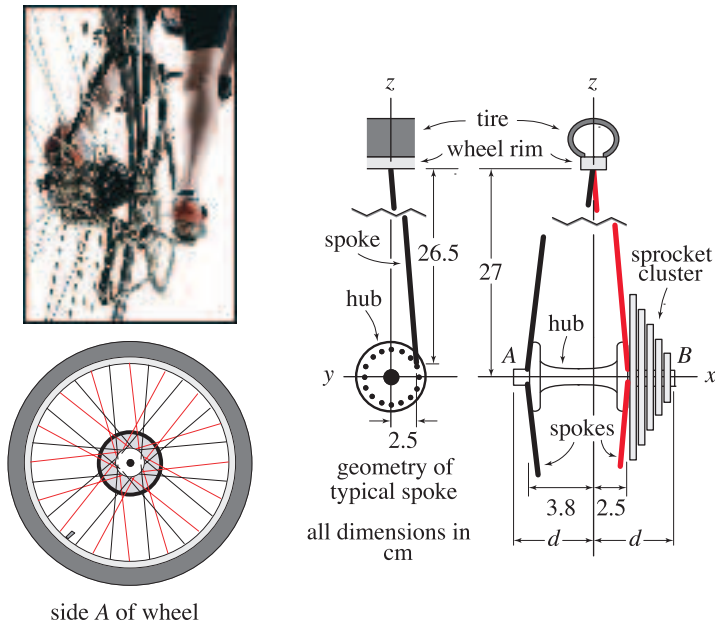 z
z
tire
wheel rim
spoke
26.5
27
sprocket
cluster
hub
hub
A
B
y
x
2.5
spokes
geometry of
typical spoke
3.8
2.5
all dimensions in
cm
d
d
side A of wheel